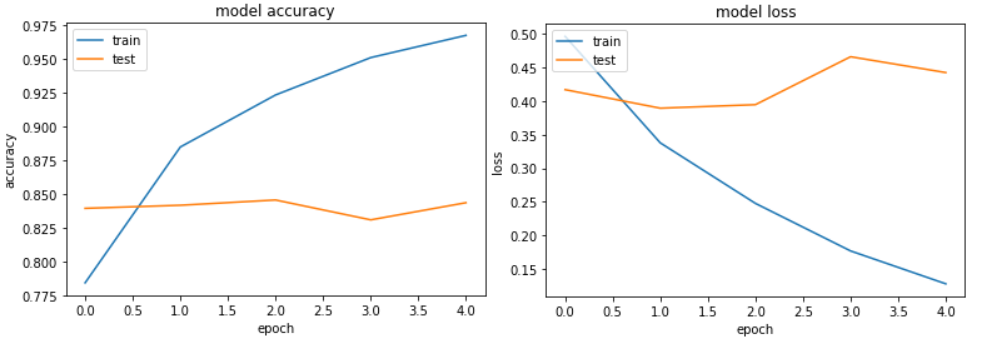 model accuracy
train
test
0.975
0.950
0.925
0.900
0.875
0.850
0.825
0.800
0.775
accuracy
0.0 0.5 1.0 1.5 2.0 2.5 3.0 3.5 4.0
epoch
model loss
train
test
0.50
0.45
0.40
0.35
0.30
0.25
0.20
0.15
loss
0.0 0.5 1.0 1.5 2.0 2.5 3.0 3.5 4.0
epoch